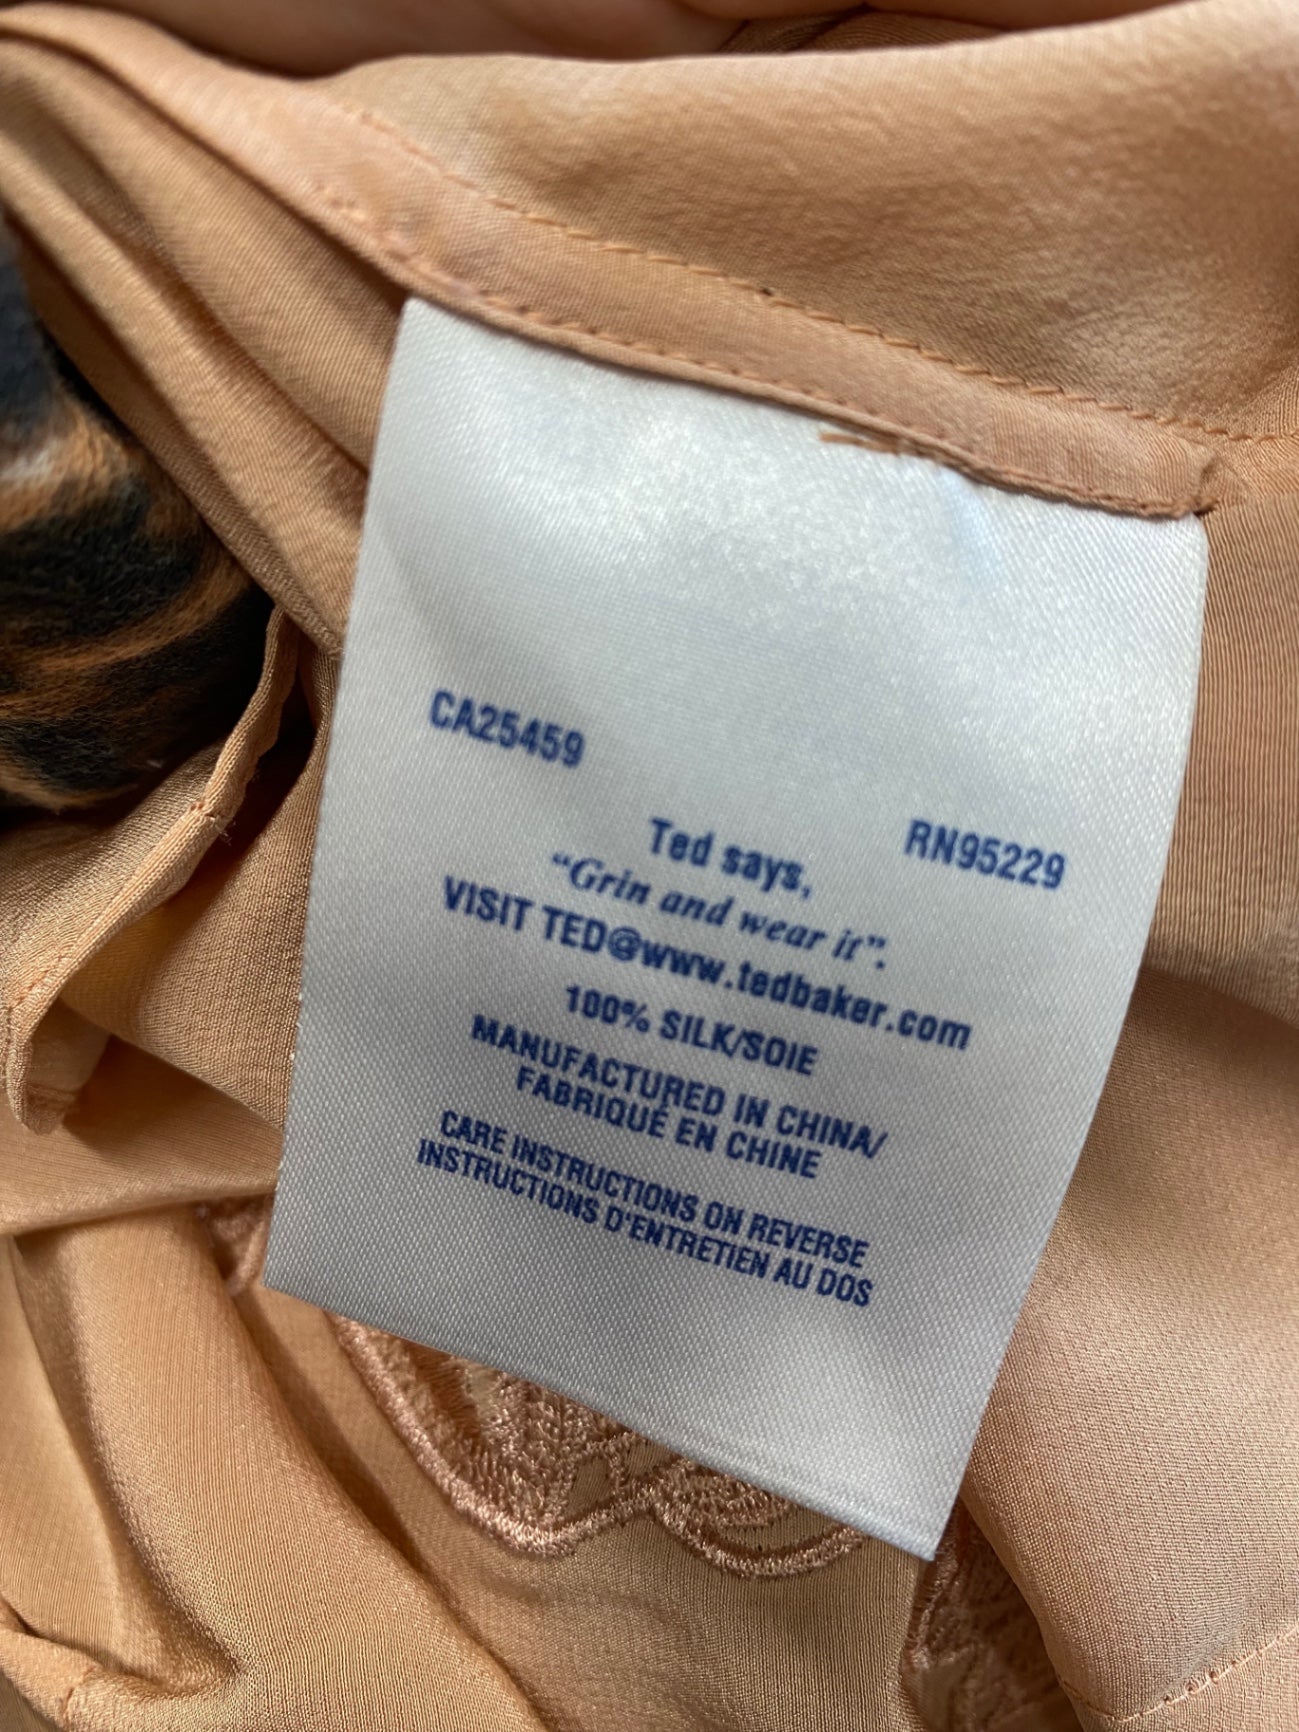 CA25459
RN95229
Ted says,
“Grin and wear it”.
VISIT TED@www.tedbaker.com
100% SILK/SOIE
MANUFACTURED IN CHINA/
FABRIQUÉ EN CHINE
CARE INSTRUCTIONS ON REVERSE
INSTRUCTIONS D'ENTRETIEN AU DOS